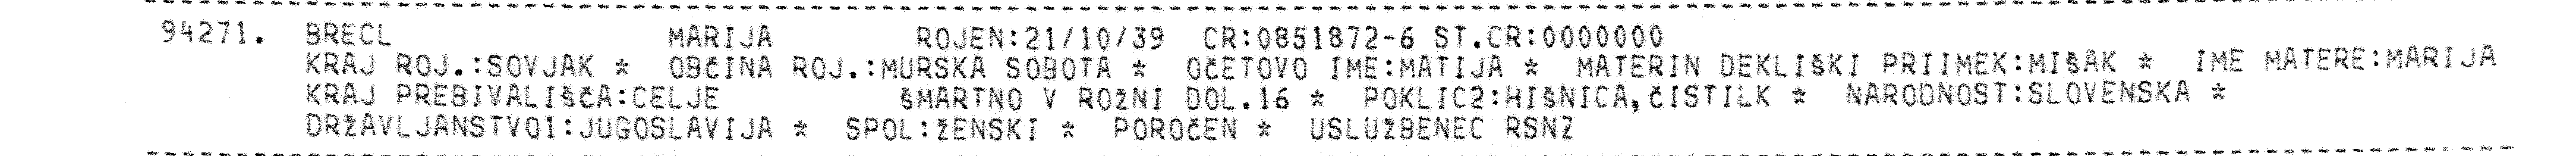 94271. BRECL MARIJA ROJEN:21/10/39 CR:0851872-6 ST.CR:0000000
KRAJ ROJ.:SOVJAK * OBČINA ROJ.:MURSKA SOBOTA * OČETOVO IME:MATIJA * MATERIN DEKLIŠKI PRIIMEK:MIŠAK * IME MATERE:MARIJA
KRAJ PREBIVALIŠČA:CELJE ŠMARTNO V ROŽNI DOL.16 * POKLIC2:HIŠNICA,ČISTILK * NARODNOST:SLOVENSKA *
DRŽAVLJANSTVO1:JUGOSLAVIJA * SPOL:ŽENSKI * POROČEN * USLUŽBENEC RSNZ